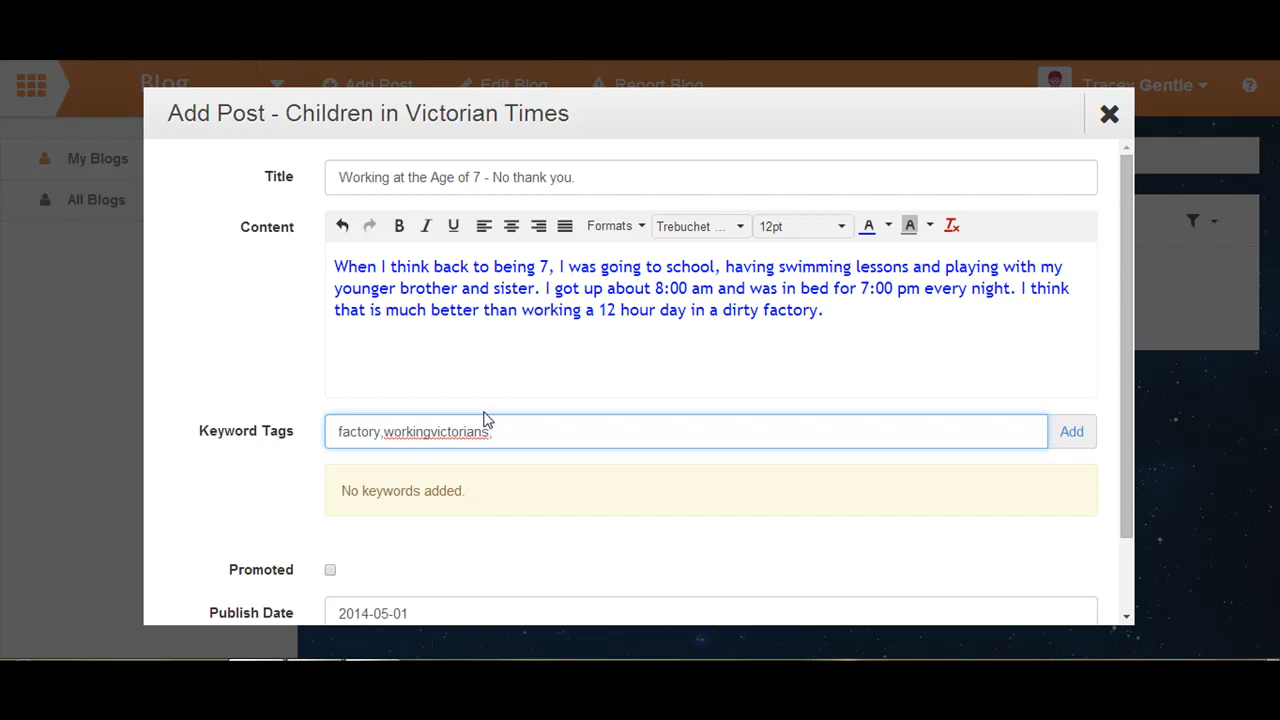 Blog Add Post Edit Blog Report Blog Tracey Gentle
Add Post - Children in Victorian Times
My Blogs
All Blogs
Title Working at the Age of 7 - No thank you.
Content Formats Trebuchet ... 12pt
When I think back to being 7, I was going to school, having swimming lessons and playing with my
younger brother and sister. I got up about 8:00 am and was in bed for 7:00 pm every night. I think
that is much better than working a 12 hour day in a dirty factory.
Keyword Tags factory,workingvictorians, Add
No keywords added.
Promoted
Publish Date 2014-05-01